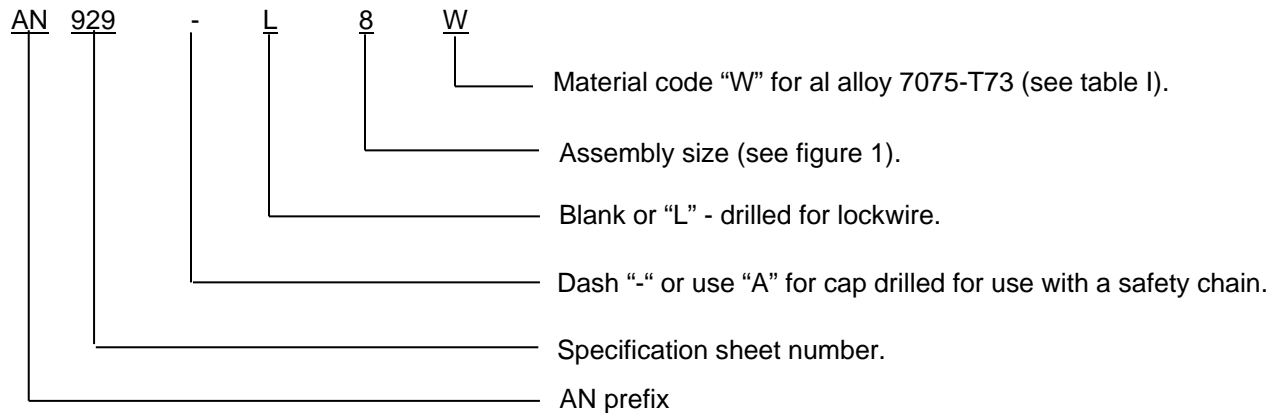 AN 929 - L 8 W
Material code “W” for al alloy 7075-T73 (see table I).
Assembly size (see figure 1).
Blank or “L” - drilled for lockwire.
Dash “-“ or use “A” for cap drilled for use with a safety chain.
Specification sheet number.
AN prefix